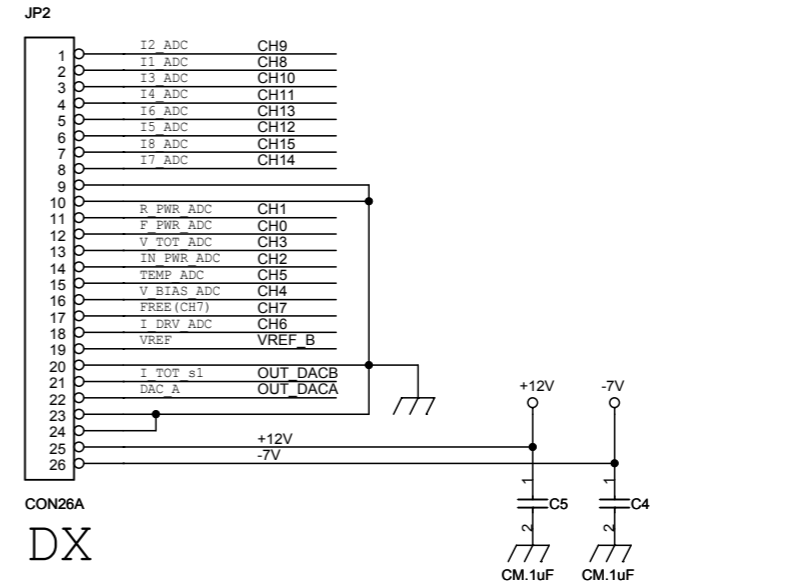 JP2
1 I2_ADC CH9
2 I1_ADC CH8
3 I3_ADC CH10
4 I4_ADC CH11
5 I6_ADC CH13
6 I5_ADC CH12
7 I8_ADC CH15
8 I7_ADC CH14
9
10
11 R_PWR_ADC CH1
12 F_PWR_ADC CH0
13 V_TOT_ADC CH3
14 IN_PWR_ADC CH2
15 TEMP_ADC CH5
16 V_BIAS_ADC CH4
17 FREE(CH7) CH7
18 I_DRV_ADC CH6
19 VREF VREF_B
20
21 I_TOT_s1 OUT_DACB
22 DAC_A OUT_DACA
23
24
25 +12V
26 -7V
+12V -7V
1 1
C5 C4
2 2
CM.1uF CM.1uF
CON26A
DX